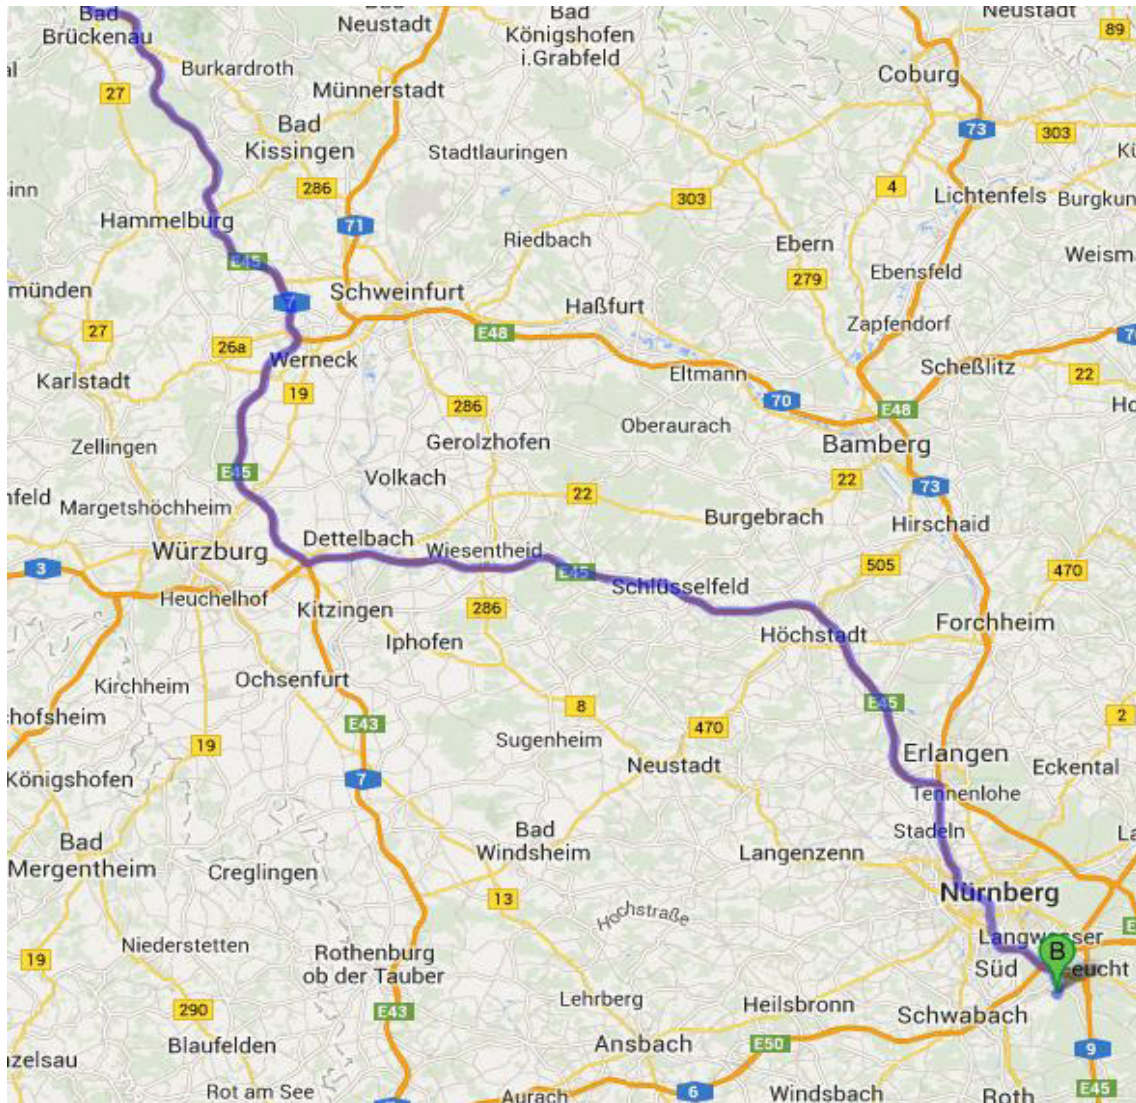 Bad
Brückenau
Neustadt
Bad
Königshofen
i.Grabfeld
Neustadt
89
Burkardroth
27
Münnerstadt
Coburg
Bad
Kissingen
Stadtlauringen
73
303
286
303
4
Lichtenfels
Hammelburg
71
Riedbach
Ebern
E45
279
Ebensfeld
7
Schweinfurt
Haßfurt
Zapfendorf
27
26a
E48
Werneck
Scheßlitz
Karlstadt
19
Eltmann
22
286
70
E48
Zellingen
Gerolzhofen
Oberaurach
Bamberg
E45
Volkach
22
22
73
Margetshöchheim
Burgebrach
Hirschaid
Würzburg
Dettelbach
Wiesentheid
3
E45
505
470
Heuchelhof
Kitzingen
286
Schlüsselfeld
Iphofen
Höchstadt
Forchheim
Kirchheim
Ochsenfurt
E45
8
19
E43
Sugenheim
470
2
Königshofen
7
Neustadt
Erlangen
Eckental
Tennenlohe
Bad
Mergentheim
Bad
Windsheim
Stadeln
Creglingen
Langenzenn
13
Nürnberg
Hochstraße
Niederstetten
Rothenburg
ob der Tauber
Langwasser
19
B
Süd
eucht
290
E43
Lehrberg
Heilsbronn
Schwabach
Blaufelden
Ansbach
E50
9
Rot am See
Aurach
6
Windsbach
Roth
E45